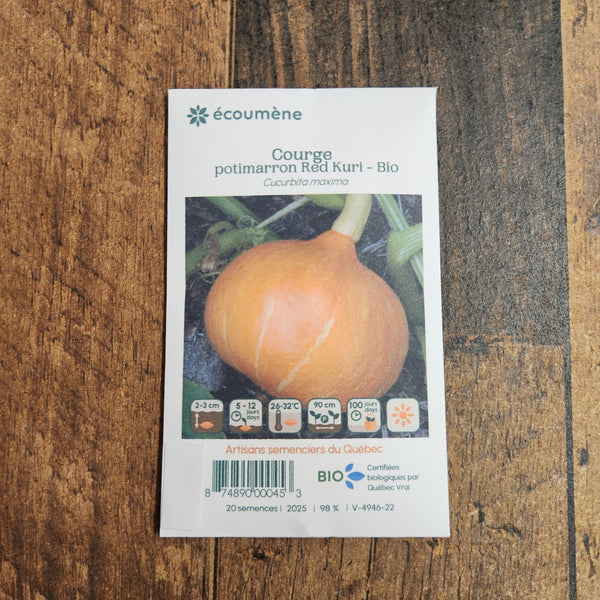 écoumène
Courge
potimarron Red Kuri - Bio
Cucurbita maxima
2-3 cm
5 - 12
jours
days
26-32°C
90 cm
100 jours
days
Artisans semenciers du Québec
8 74890 00045 3
BIO
Certifiées
biologiques par
Québec Vrai
20 semences | 2025 | 98 % | V-4946-22